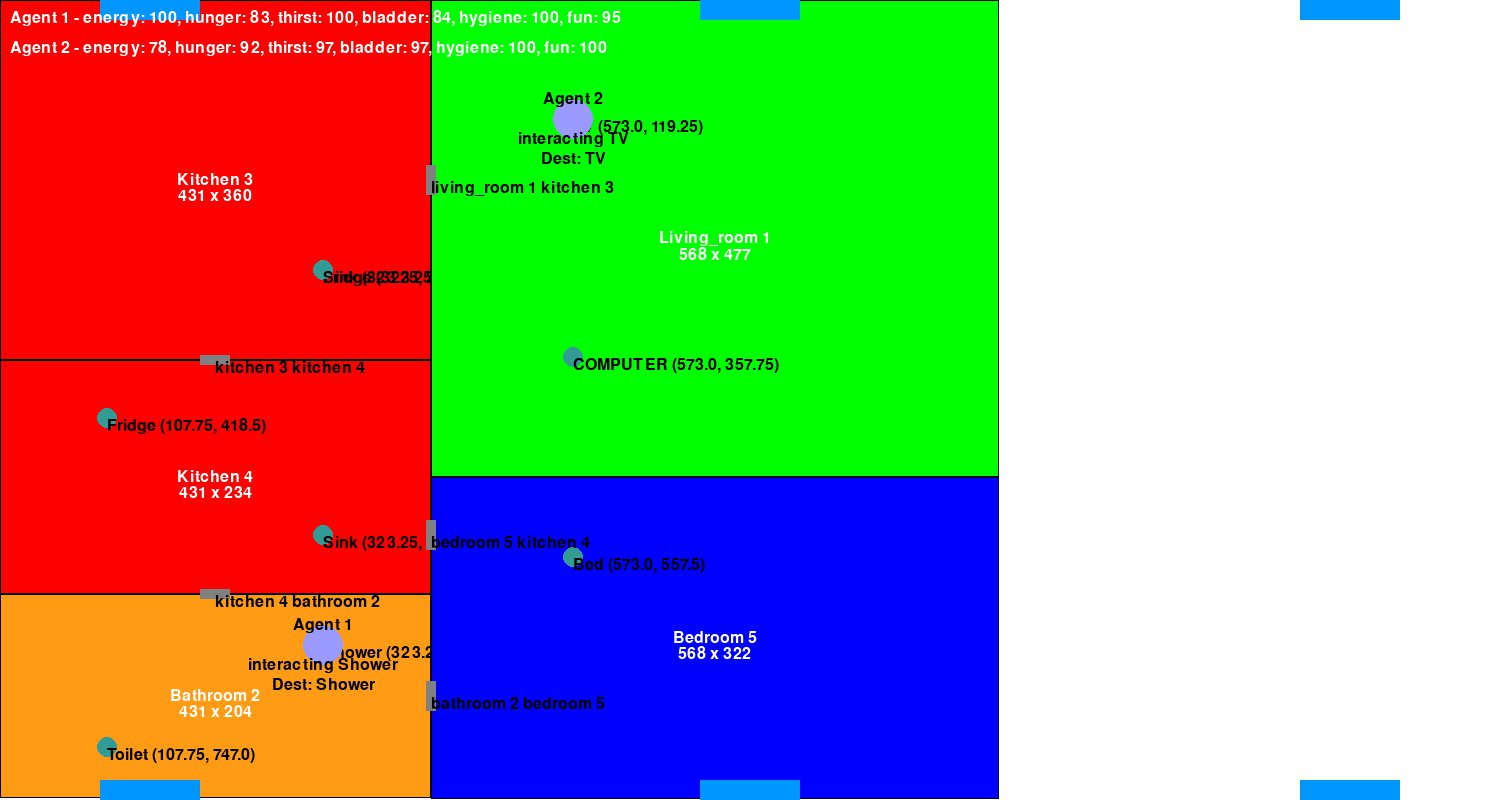 Agent 1 - energy: 100, hunger: 83, thirst: 100, bladder: 84, hygiene: 100, fun: 95
Agent 2 - energy: 78, hunger: 92, thirst: 97, bladder: 97, hygiene: 100, fun: 100
Agent 2
(573.0, 119.25)
interacting TV
Dest: TV
Kitchen 3
431 x 360
living_room 1 kitchen 3
Living_room 1
568 x 477
kitchen 3 kitchen 4
COMPUTER (573.0, 357.75)
Fridge (107.75, 418.5)
Kitchen 4
431 x 234
Sink (323.25,
bedroom 5 kitchen 4
Bed (573.0, 557.5)
kitchen 4 bathroom 2
Agent 1
interacting Shower
Dest: Shower
Bedroom 5
568 x 322
Bathroom 2
431 x 204
bathroom 2 bedroom 5
Toilet (107.75, 747.0)